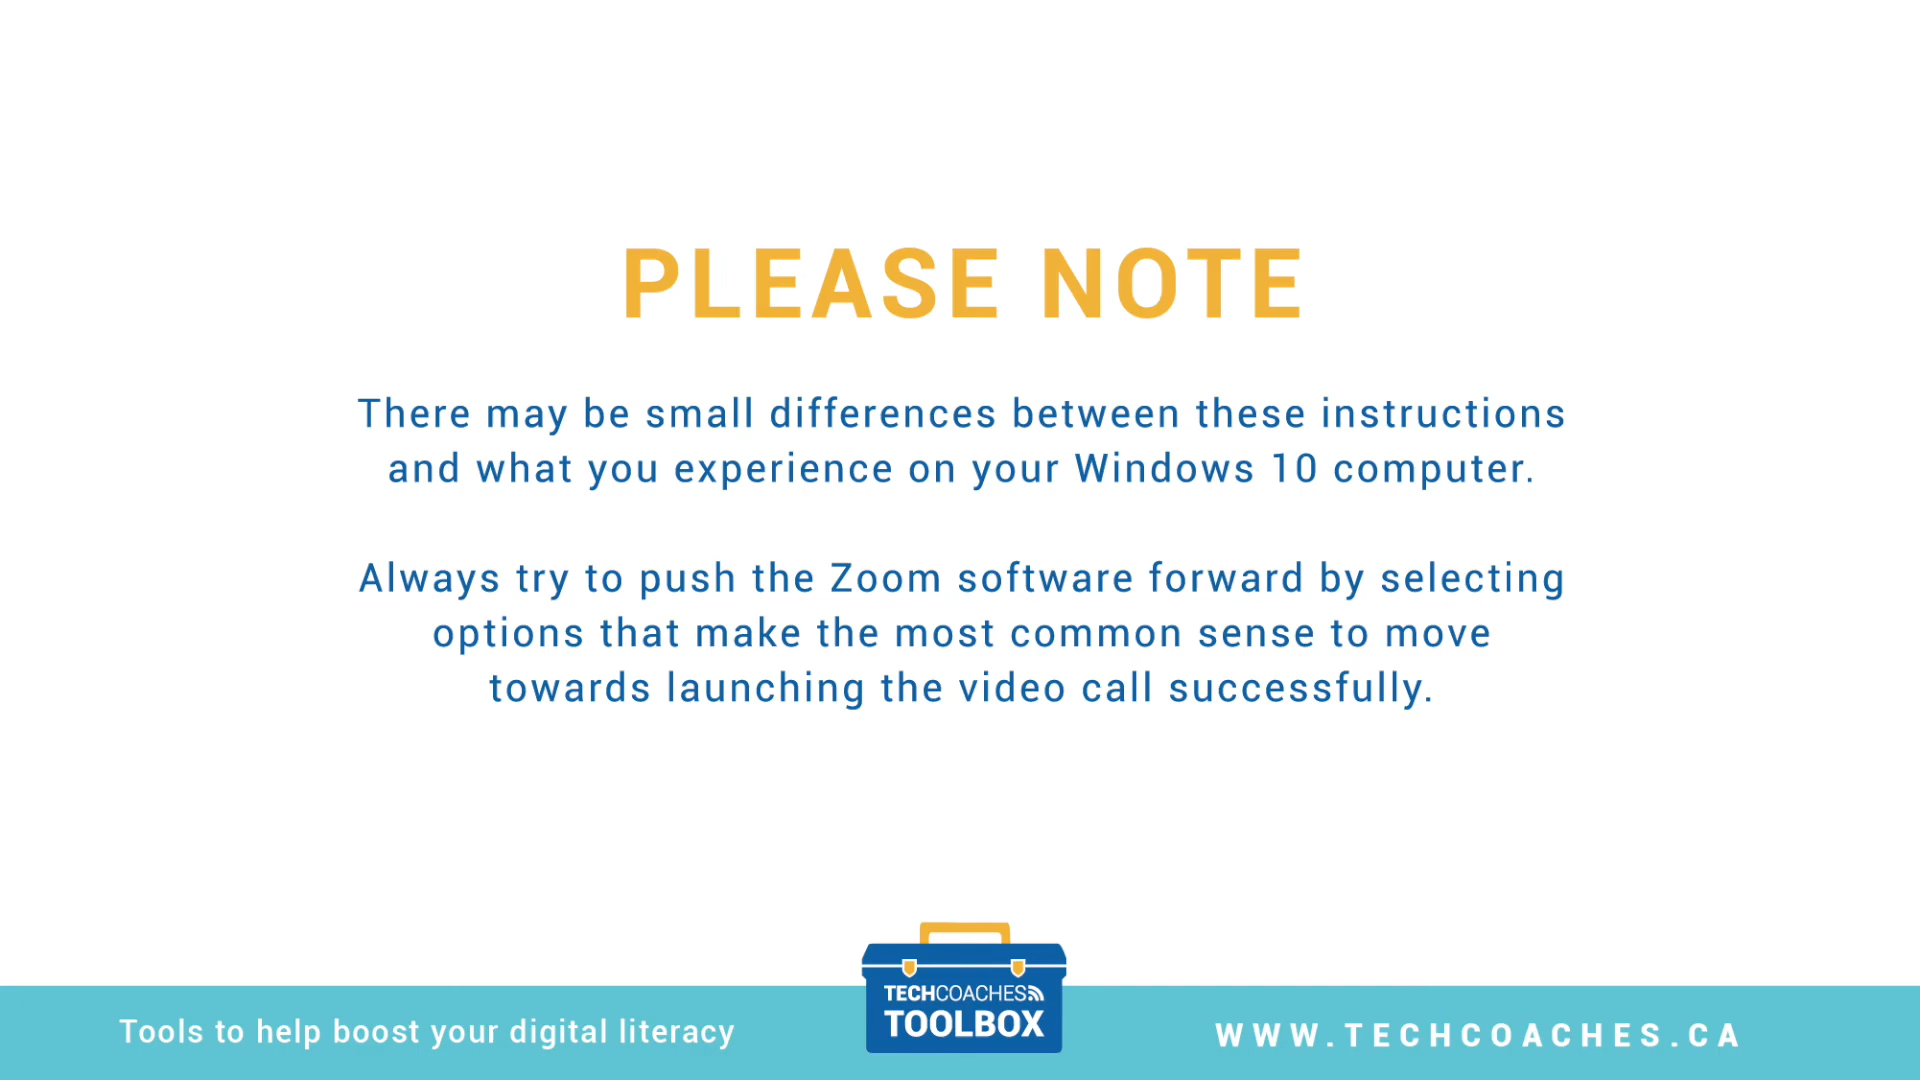 PLEASE NOTE
There may be small differences between these instructions
and what you experience on your Windows 10 computer.
Always try to push the Zoom software forward by selecting
options that make the most common sense to move
towards launching the video call successfully.
TECHCOACHES
TOOLBOX
Tools to help boost your digital literacy
WWW.TECHCOACHES.CA